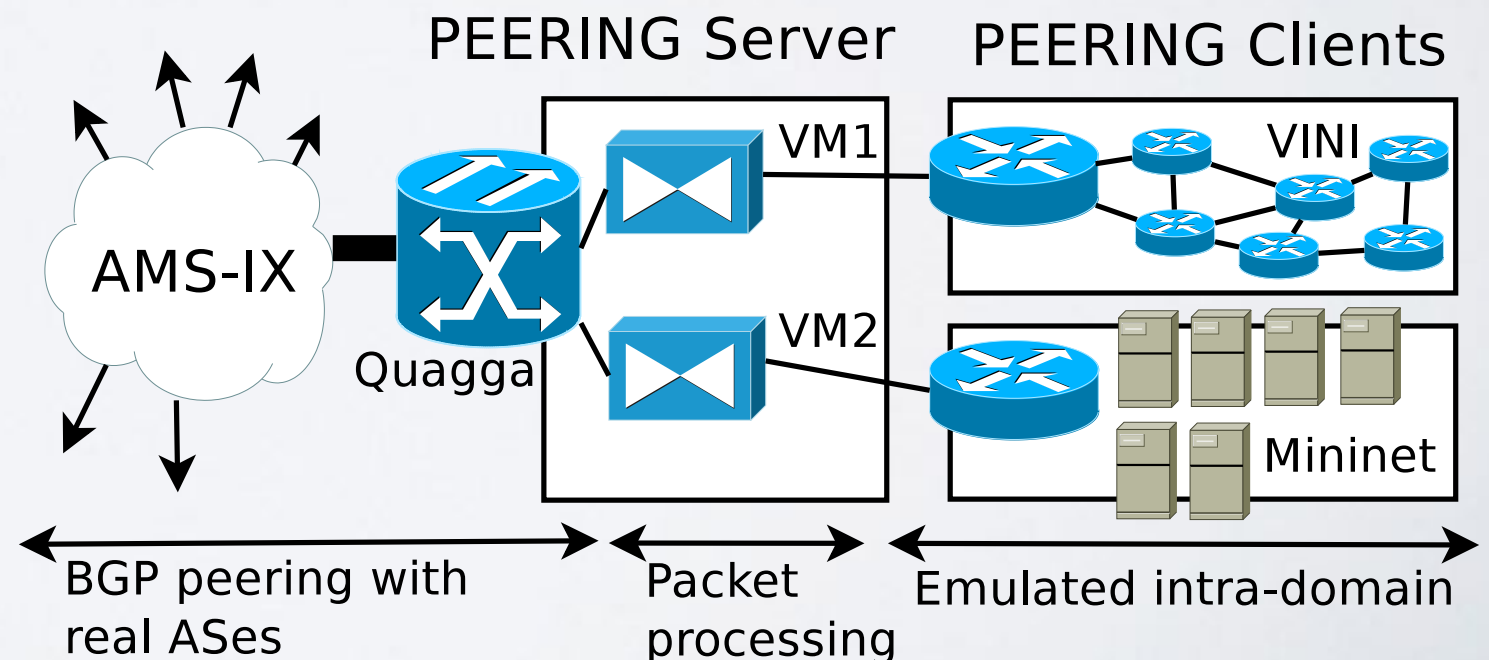 PEERING Server
PEERING Clients
VM1
VINI
AMS-IX
VM2
Quagga
Mininet
BGP peering with
real ASes
Packet
processing
Emulated intra-domain